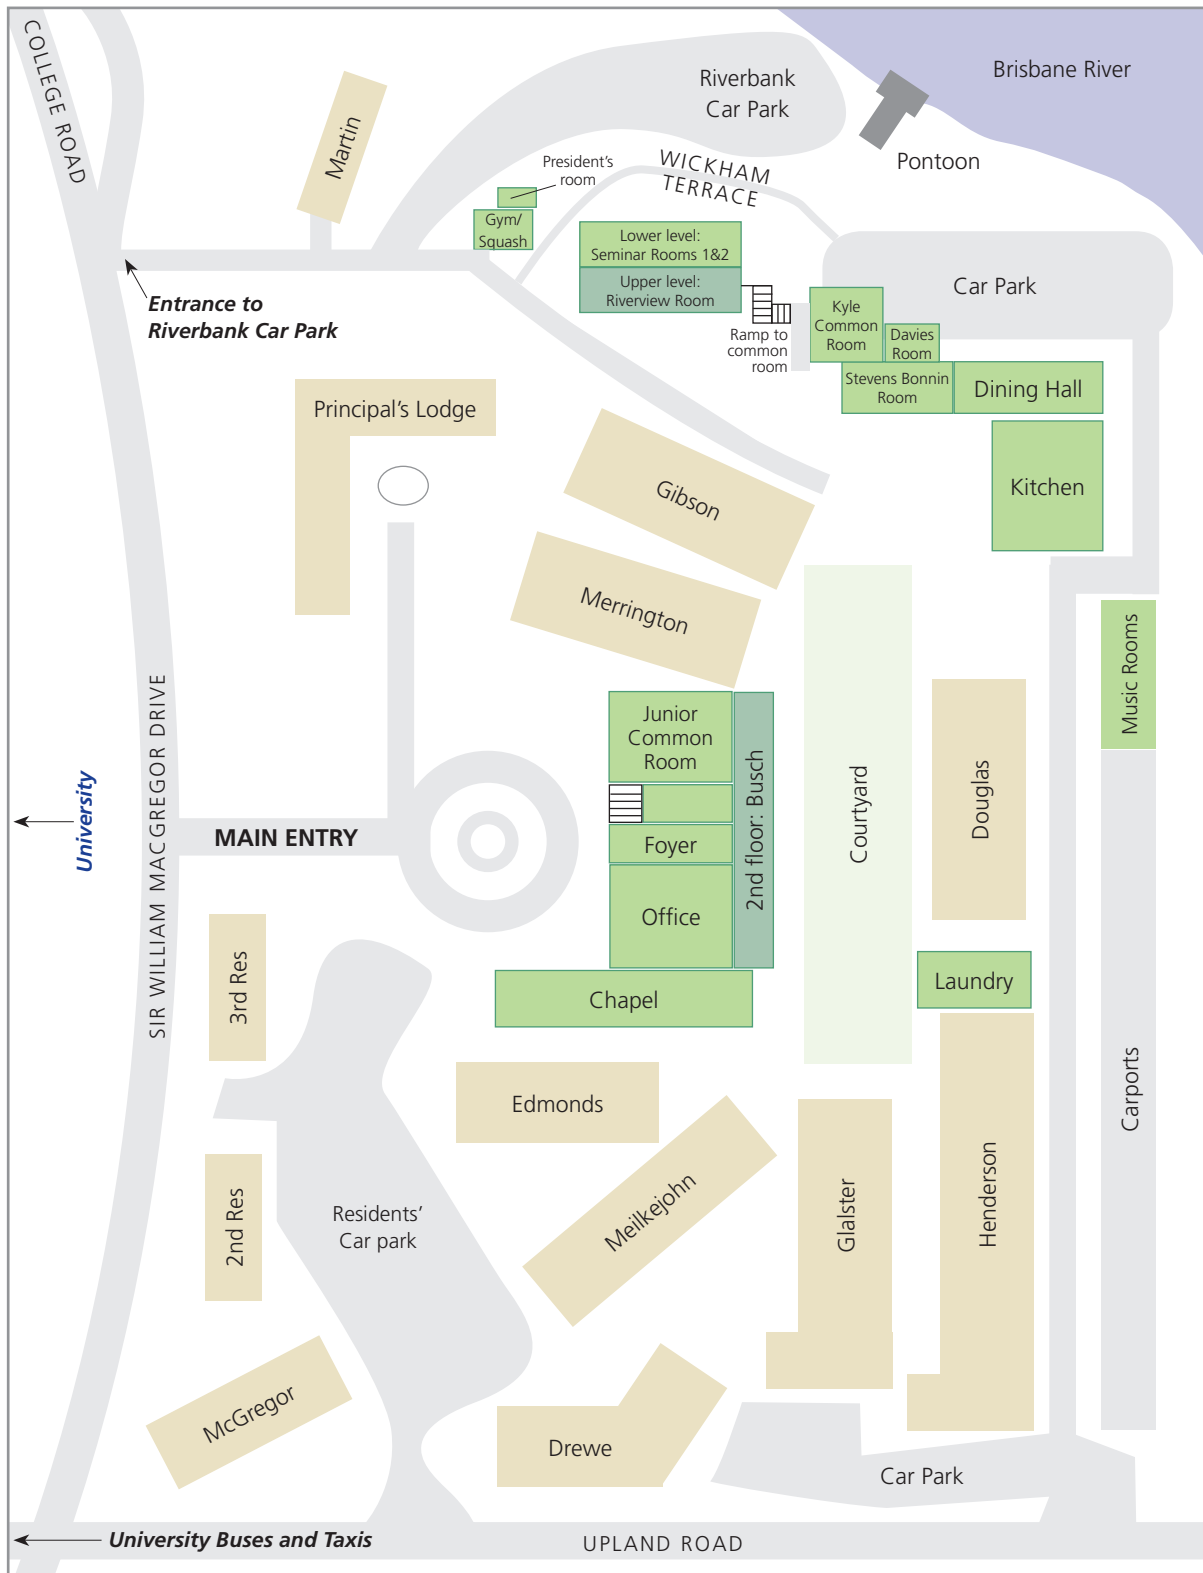 COLLEGE ROAD
Brisbane River
Riverbank
Car Park
Pontoon
Martin
WICKHAM
TERRACE
President's
room
Gym/
Squash
Lower level:
Seminar Rooms 1&2
Upper level:
Riverview Room
Car Park
Entrance to
Riverbank Car Park
Kyle
Common
Room
Davies
Room
Ramp to
common
room
Stevens Bonnin
Room
Dining Hall
Principal's Lodge
Gibson
Kitchen
Merrington
Music Rooms
SIR WILLIAM MACGREGOR DRIVE
Junior
Common
Room
2nd floor: Busch
Courtyard
Douglas
University
MAIN ENTRY
Foyer
Office
3rd Res
Chapel
Laundry
Carports
Edmonds
Meilkejohn
Glalster
Henderson
2nd Res
Residents'
Car park
McGregor
Drewe
Car Park
University Buses and Taxis
UPLAND ROAD